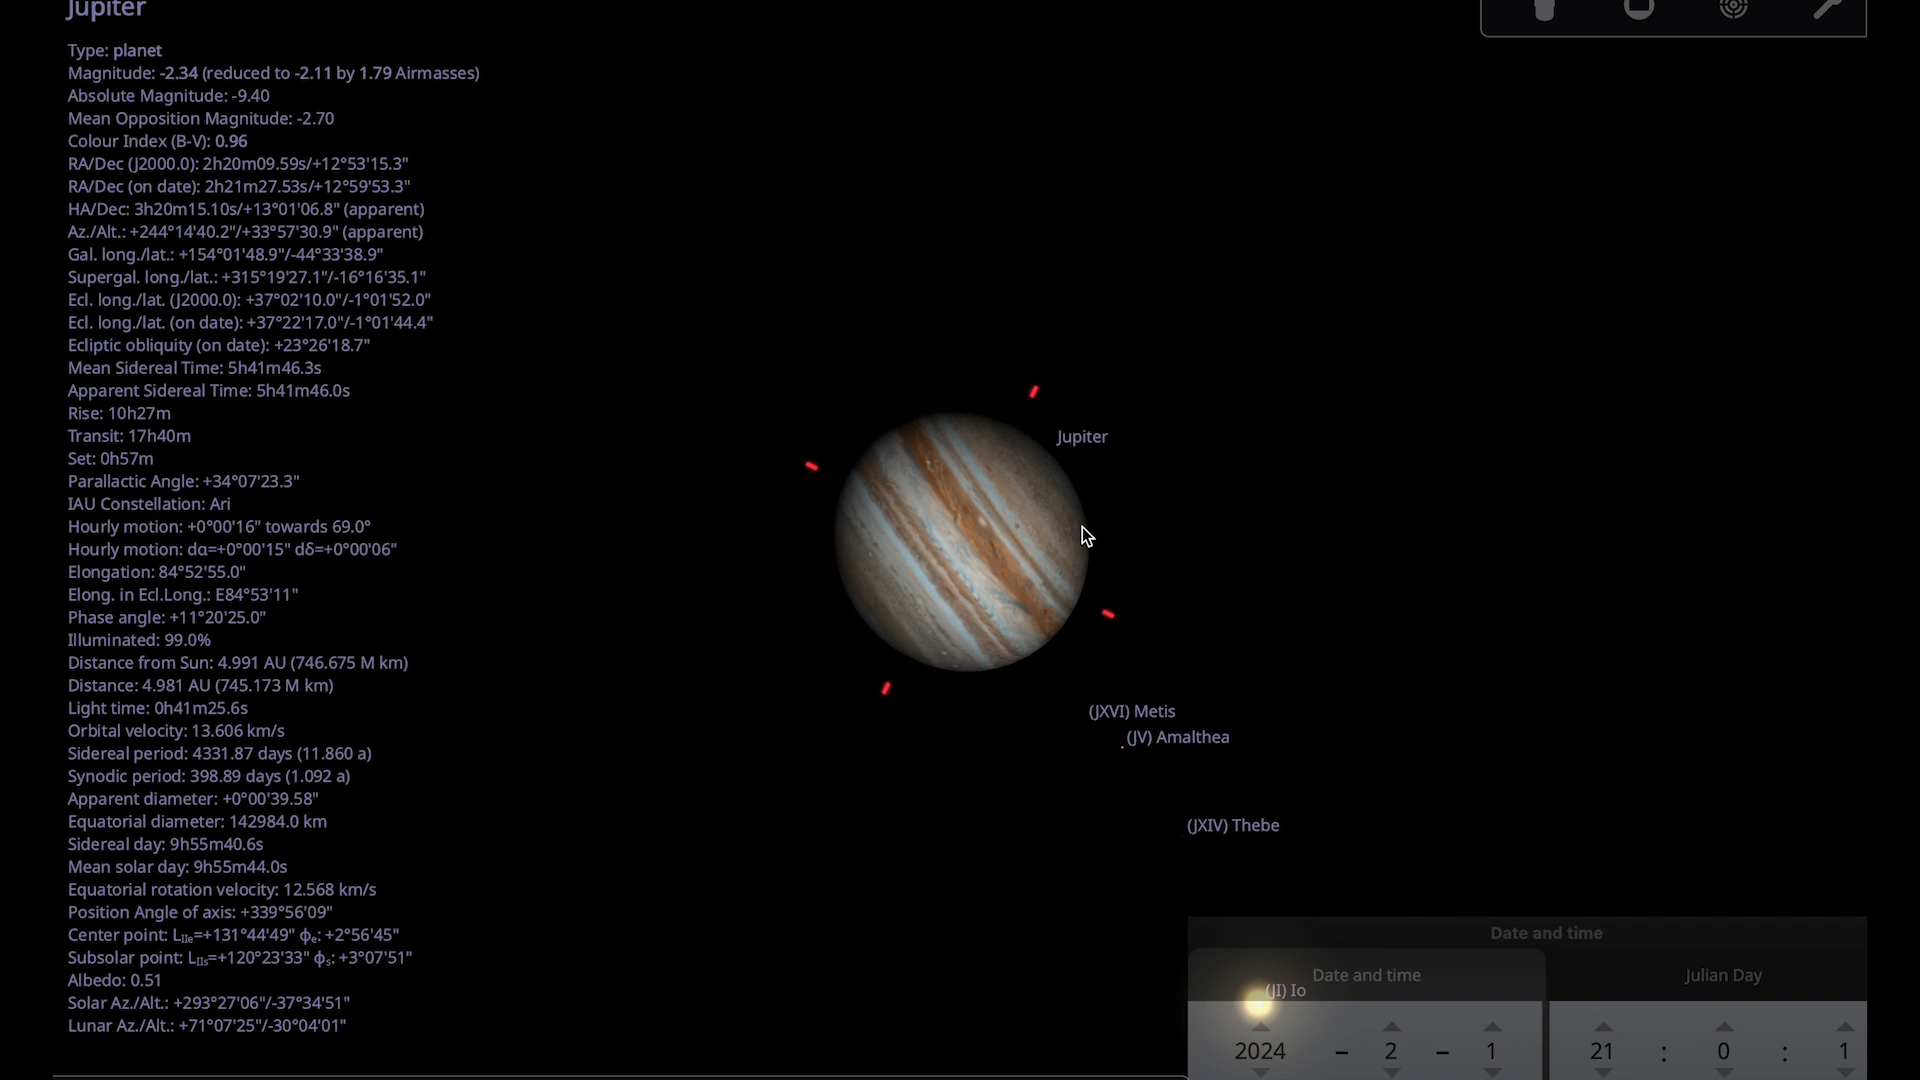 Jupiter
Type: planet
Magnitude: -2.34 (reduced to -2.11 by 1.79 Airmasses)
Absolute Magnitude: -9.40
Mean Opposition Magnitude: -2.70
Colour Index (B-V): 0.96
RA/Dec (J2000.0): 2h20m09.59s/+12°53'15.3"
RA/Dec (on date): 2h21m27.53s/+12°59'53.3"
HA/Dec: 3h20m15.10s/+13°01'06.8" (apparent)
Az./Alt.: +244°14'40.2"/+33°57'30.9" (apparent)
Gal. long./lat.: +154°01'48.9"/-44°33'38.9"
Supergal. long./lat.: +315°19'27.1"/-16°16'35.1"
Ecl. long./lat. (J2000.0): +37°02'10.0"/-1°01'52.0"
Ecl. long./lat. (on date): +37°22'17.0"/-1°01'44.4"
Ecliptic obliquity (on date): +23°26'18.7"
Mean Sidereal Time: 5h41m46.3s
Apparent Sidereal Time: 5h41m46.0s
Rise: 10h27m
Transit: 17h40m
Set: 0h57m
Parallactic Angle: +34°07'23.3"
IAU Constellation: Ari
Hourly motion: +0°00'16" towards 69.0°
Hourly motion: dα=+0°00'15" dδ=+0°00'06"
Elongation: 84°52'55.0"
Elong. in Ecl.Long.: E84°53'11"
Phase angle: +11°20'25.0"
Illuminated: 99.0%
Distance from Sun: 4.991 AU (746.675 M km)
Distance: 4.981 AU (745.173 M km)
Light time: 0h41m25.6s
Orbital velocity: 13.606 km/s
Sidereal period: 4331.87 days (11.860 a)
Synodic period: 398.89 days (1.092 a)
Apparent diameter: +0°00'39.58"
Equatorial diameter: 142984.0 km
Sidereal day: 9h55m40.6s
Mean solar day: 9h55m44.0s
Equatorial rotation velocity: 12.568 km/s
Position Angle of axis: +339°56'09"
Center point: LIIe=+131°44'49" ϕe: +2°56'45"
Subsolar point: LIIs=+120°23'33" ϕs: +3°07'51"
Albedo: 0.51
Solar Az./Alt.: +293°27'06"/-37°34'51"
Lunar Az./Alt.: +71°07'25"/-30°04'01"
Jupiter
(JXVI) Metis
(JV) Amalthea
(JXIV) Thebe
(JI) Io
Date and time
Date and time
Julian Day
2024 – 2 – 1
21 : 0 : 1